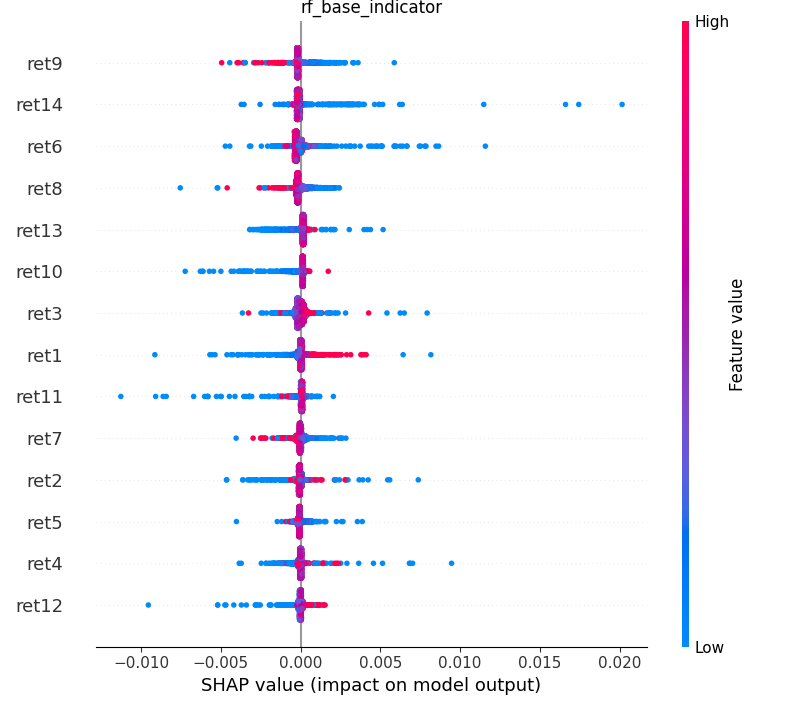 rf_base_indicator
High
ret9
ret14
ret6
ret8
ret13
ret10
ret3
ret1
ret11
ret7
ret2
ret5
ret4
ret12
Feature value
Low
−0.010 −0.005 0.000 0.005 0.010 0.015 0.020
SHAP value (impact on model output)